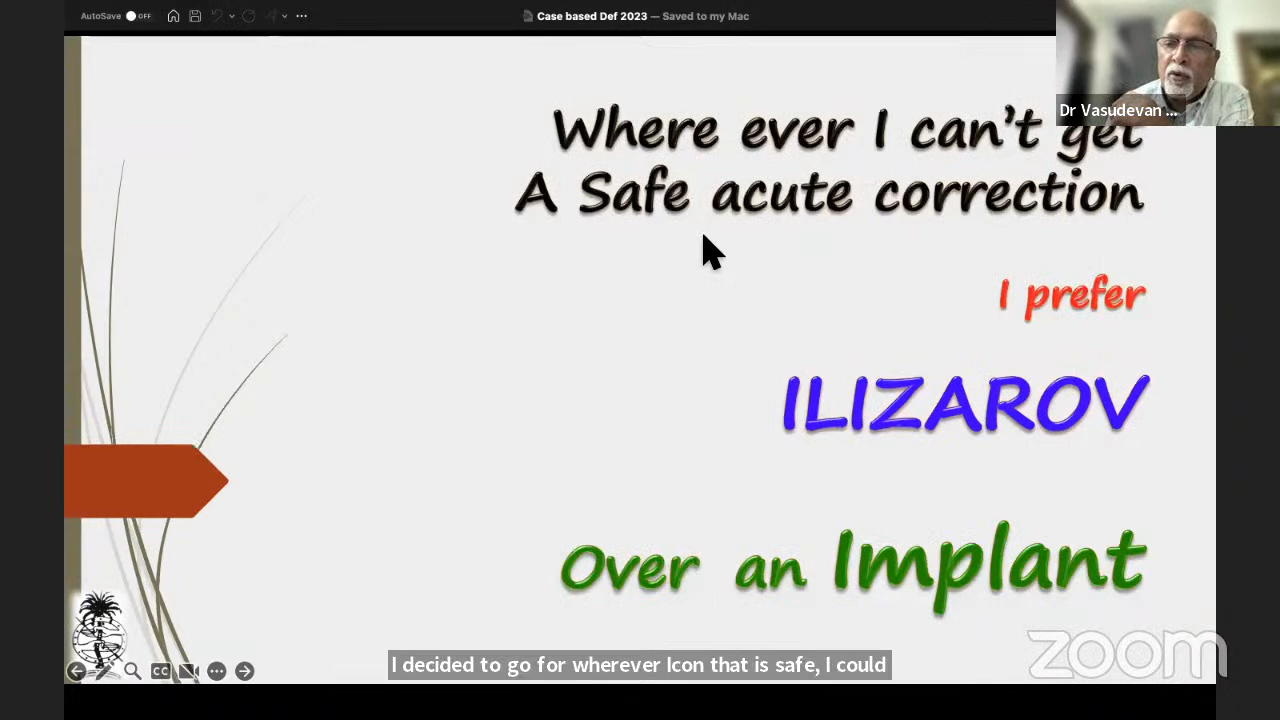 AutoSave OFF
Case based Def 2023 — Saved to my Mac
Dr Vasudevan ...
Where ever I can't get
A Safe acute correction
I prefer
ILIZAROV
Over an Implant
zoom
CC
I decided to go for wherever Icon that is safe, I could